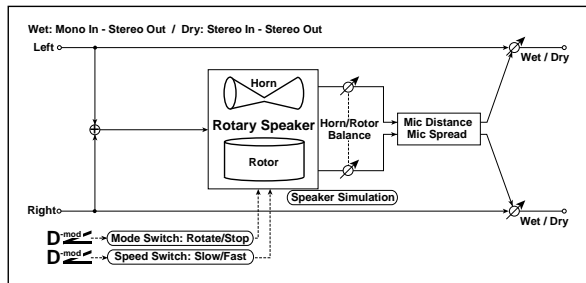 Wet: Mono In - Stereo Out / Dry: Stereo In - Stereo Out
Left
Wet / Dry
Horn
Rotary Speaker
Rotor
Horn/Rotor
Balance
Mic Distance
Mic Spread
Speaker Simulation
Right
Wet / Dry
D-mod
Mode Switch: Rotate/Stop
D-mod
Speed Switch: Slow/Fast